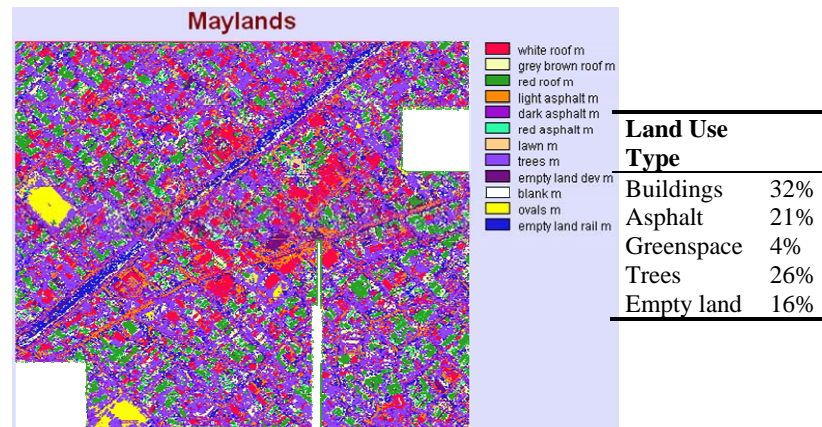 Maylands
white roof m
grey brown roof m
red roof m
light asphalt m
dark asphalt m
red asphalt m
lawn m
trees m
empty land dev m
blank m
ovals m
empty land rail m
Land Use
Type
Buildings 32%
Asphalt 21%
Greenspace 4%
Trees 26%
Empty land 16%